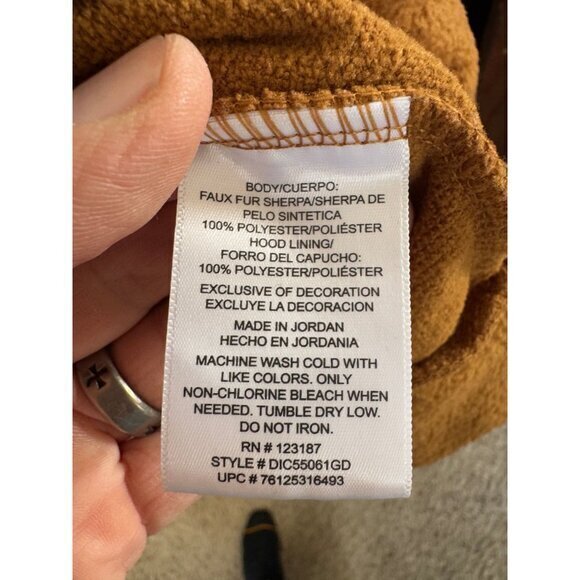 BODY/CUERPO:
FAUX FUR SHERPA/SHERPA DE
PELO SINTETICA
100% POLYESTER/POLIÉSTER
HOOD LINING/
FORRO DEL CAPUCHO:
100% POLYESTER/POLIÉSTER
EXCLUSIVE OF DECORATION
EXCLUYE LA DECORACION
MADE IN JORDAN
HECHO EN JORDANIA
MACHINE WASH COLD WITH
LIKE COLORS. ONLY
NON-CHLORINE BLEACH WHEN
NEEDED. TUMBLE DRY LOW.
DO NOT IRON.
RN # 123187
STYLE # DIC55061GD
UPC # 76125316493